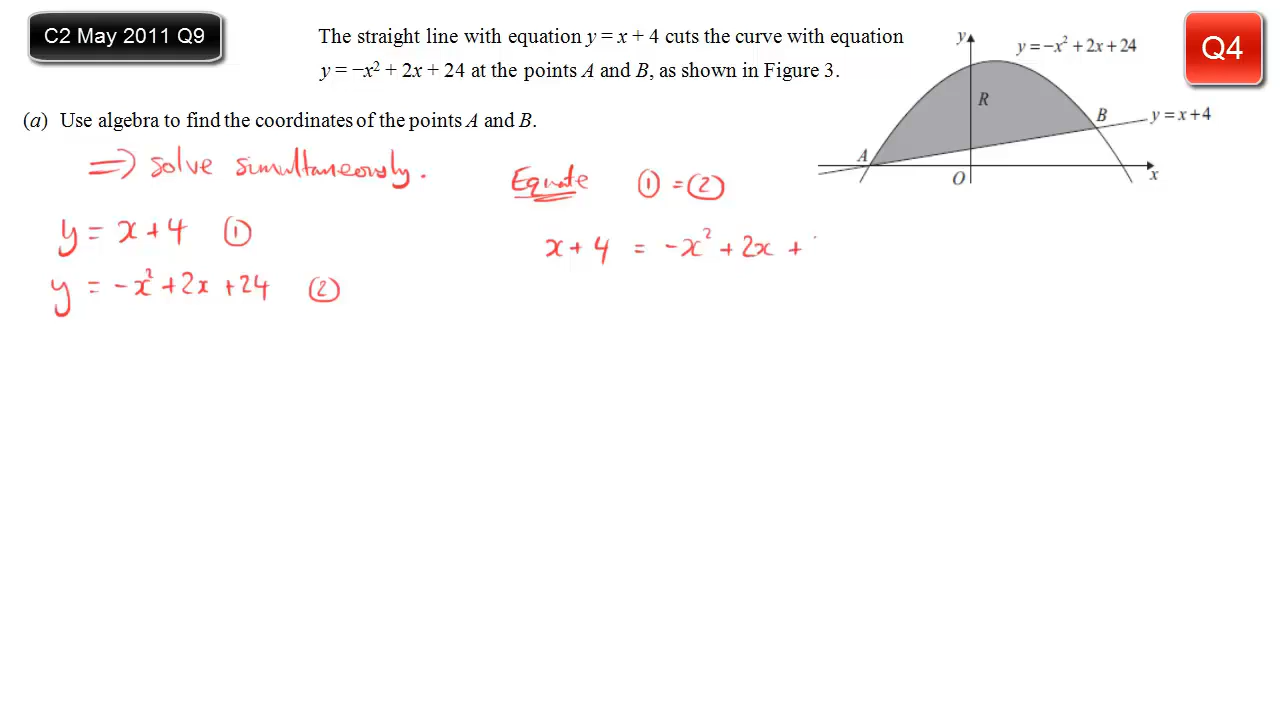 C2 May 2011 Q9
The straight line with equation y = x + 4 cuts the curve with equation
y = −x² + 2x + 24 at the points A and B, as shown in Figure 3.
y
y = −x² + 2x + 24
Q4
R
B
y = x + 4
A
O
x
(a) Use algebra to find the coordinates of the points A and B.
⇒ solve simultaneously.
y = x + 4 ①
y = -x² + 2x + 24 ②
Equate ① = ②
x + 4 = -x² + 2x +